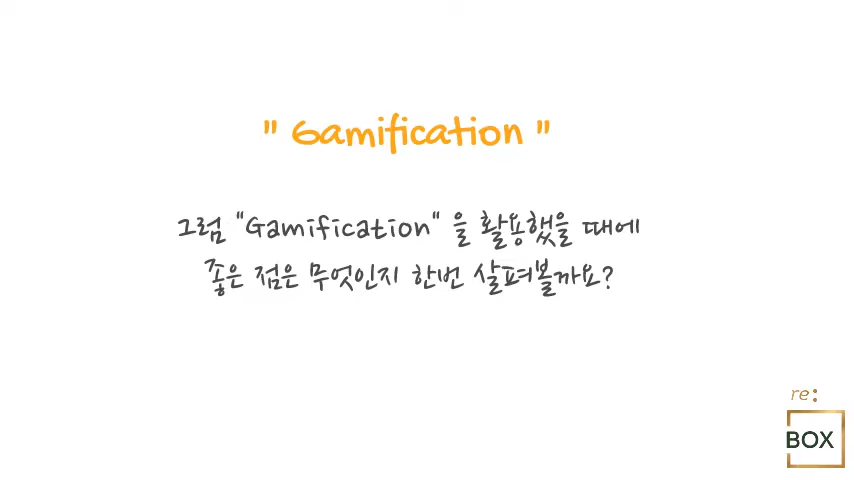 " Gamification "
그럼 "Gamification" 을 활용했을 때에
좋은 점은 무엇인지 한번 살펴볼까요?
re:
BOX